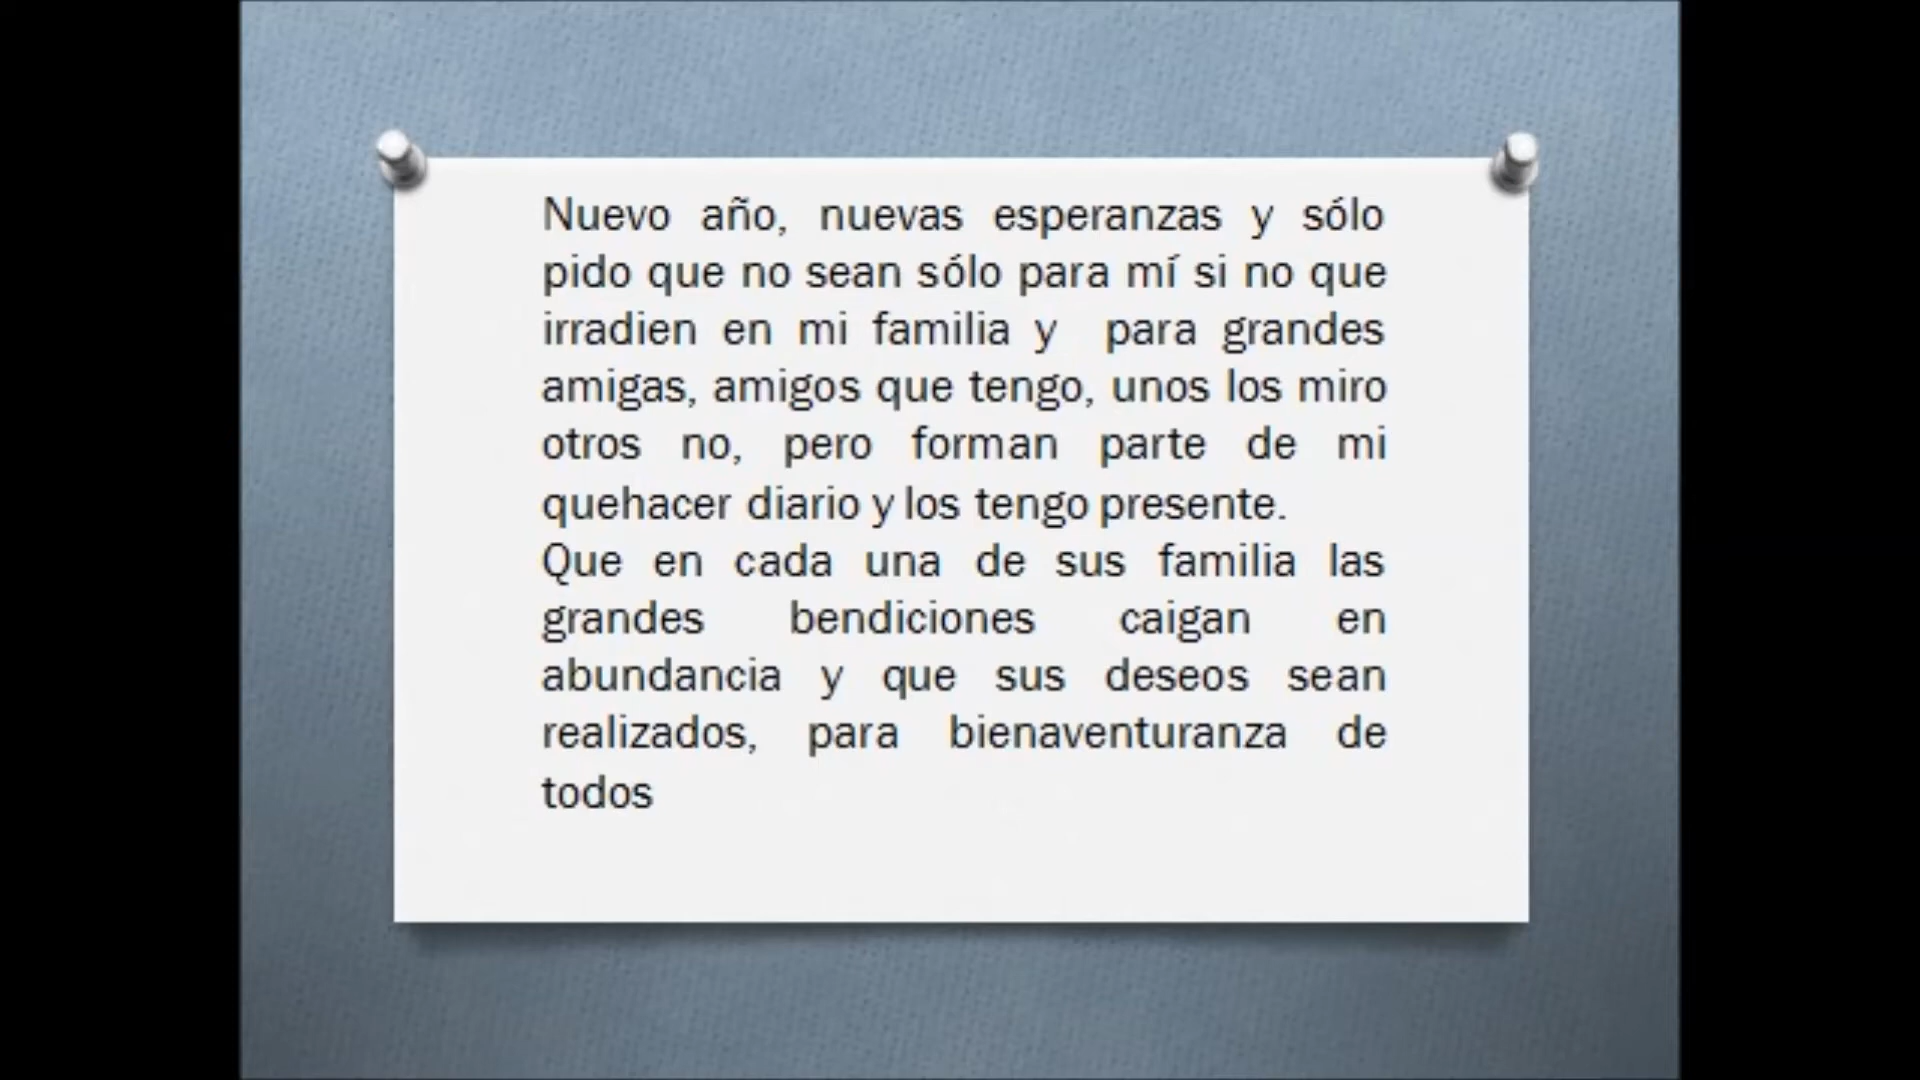 Nuevo año, nuevas esperanzas y sólo
pido que no sean sólo para mí si no que
irradien en mi familia y para grandes
amigas, amigos que tengo, unos los miro
otros no, pero forman parte de mi
quehacer diario y los tengo presente.
Que en cada una de sus familia las
grandes bendiciones caigan en
abundancia y que sus deseos sean
realizados, para bienaventuranza de
todos